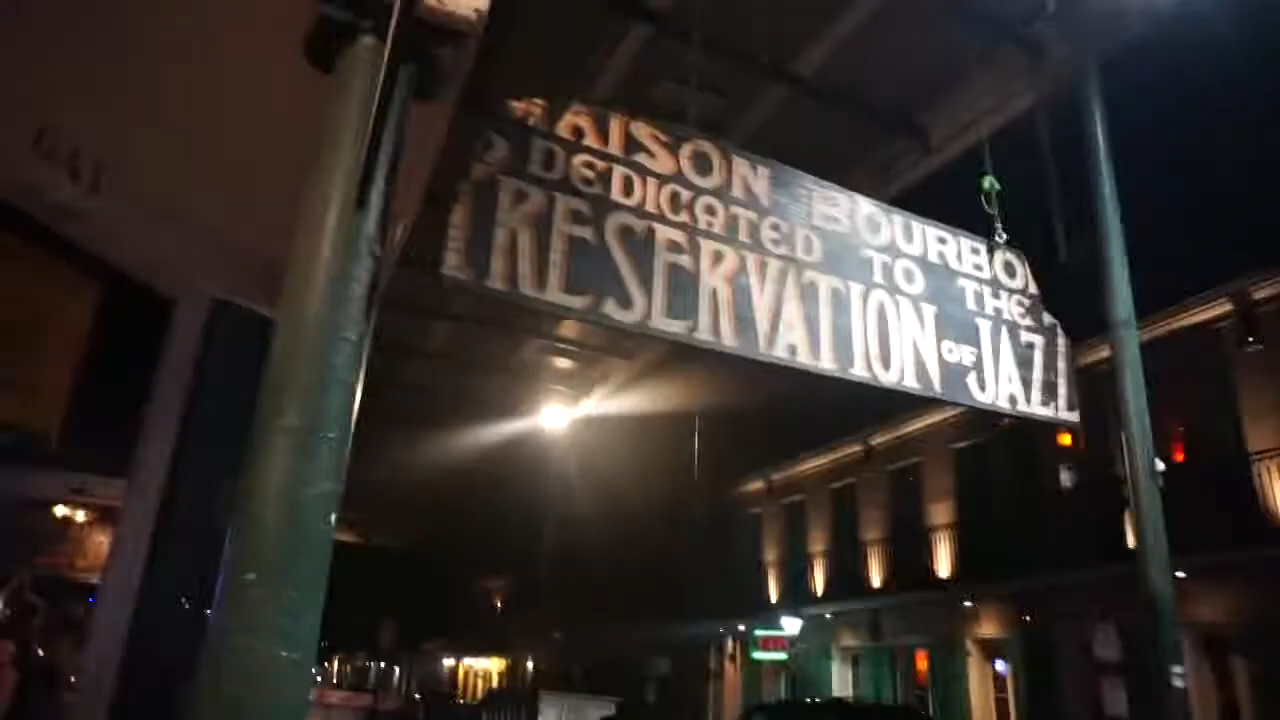 MAISON BOURBON
DEDICATED TO THE
PRESERVATION OF JAZZ